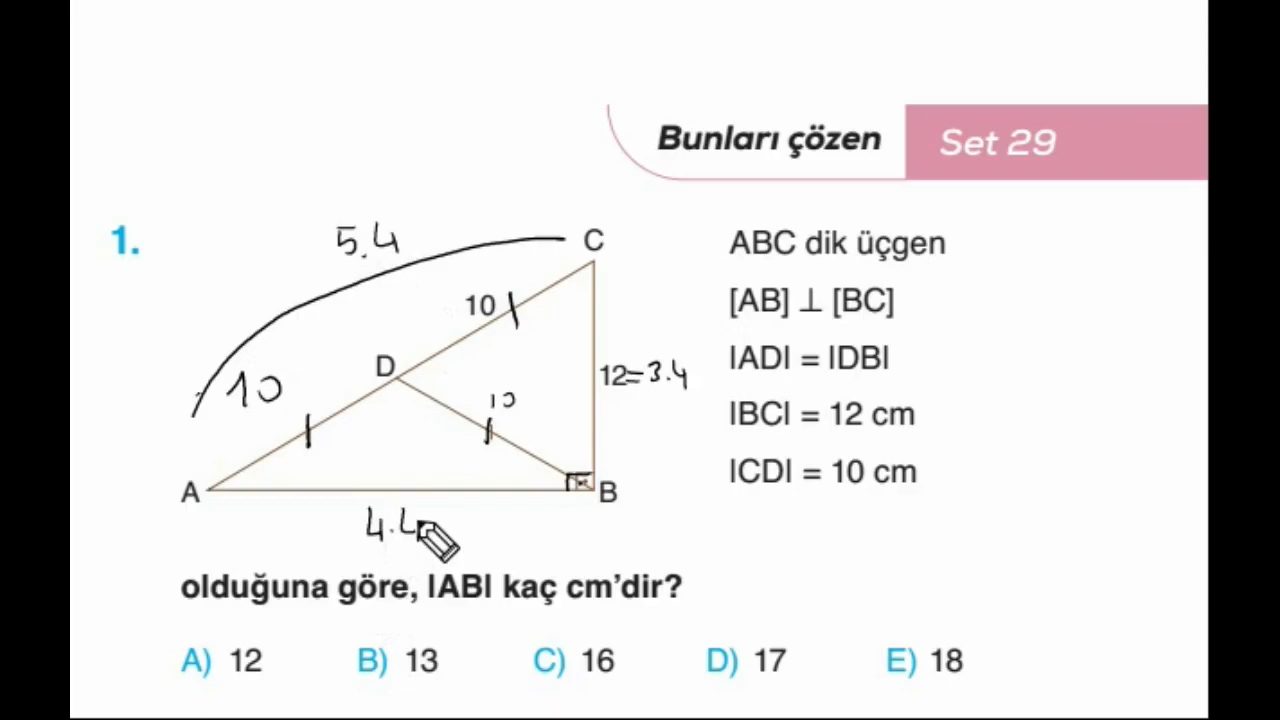 Bunları çözen Set 29
1.
5.4
C
ABC dik üçgen
10
[AB] ⊥ [BC]
D
12=3.4
|AD| = |DB|
10
10
|BC| = 12 cm
|CD| = 10 cm
A
B
4.4
olduğuna göre, |AB| kaç cm'dir?
A) 12 B) 13 C) 16 D) 17 E) 18